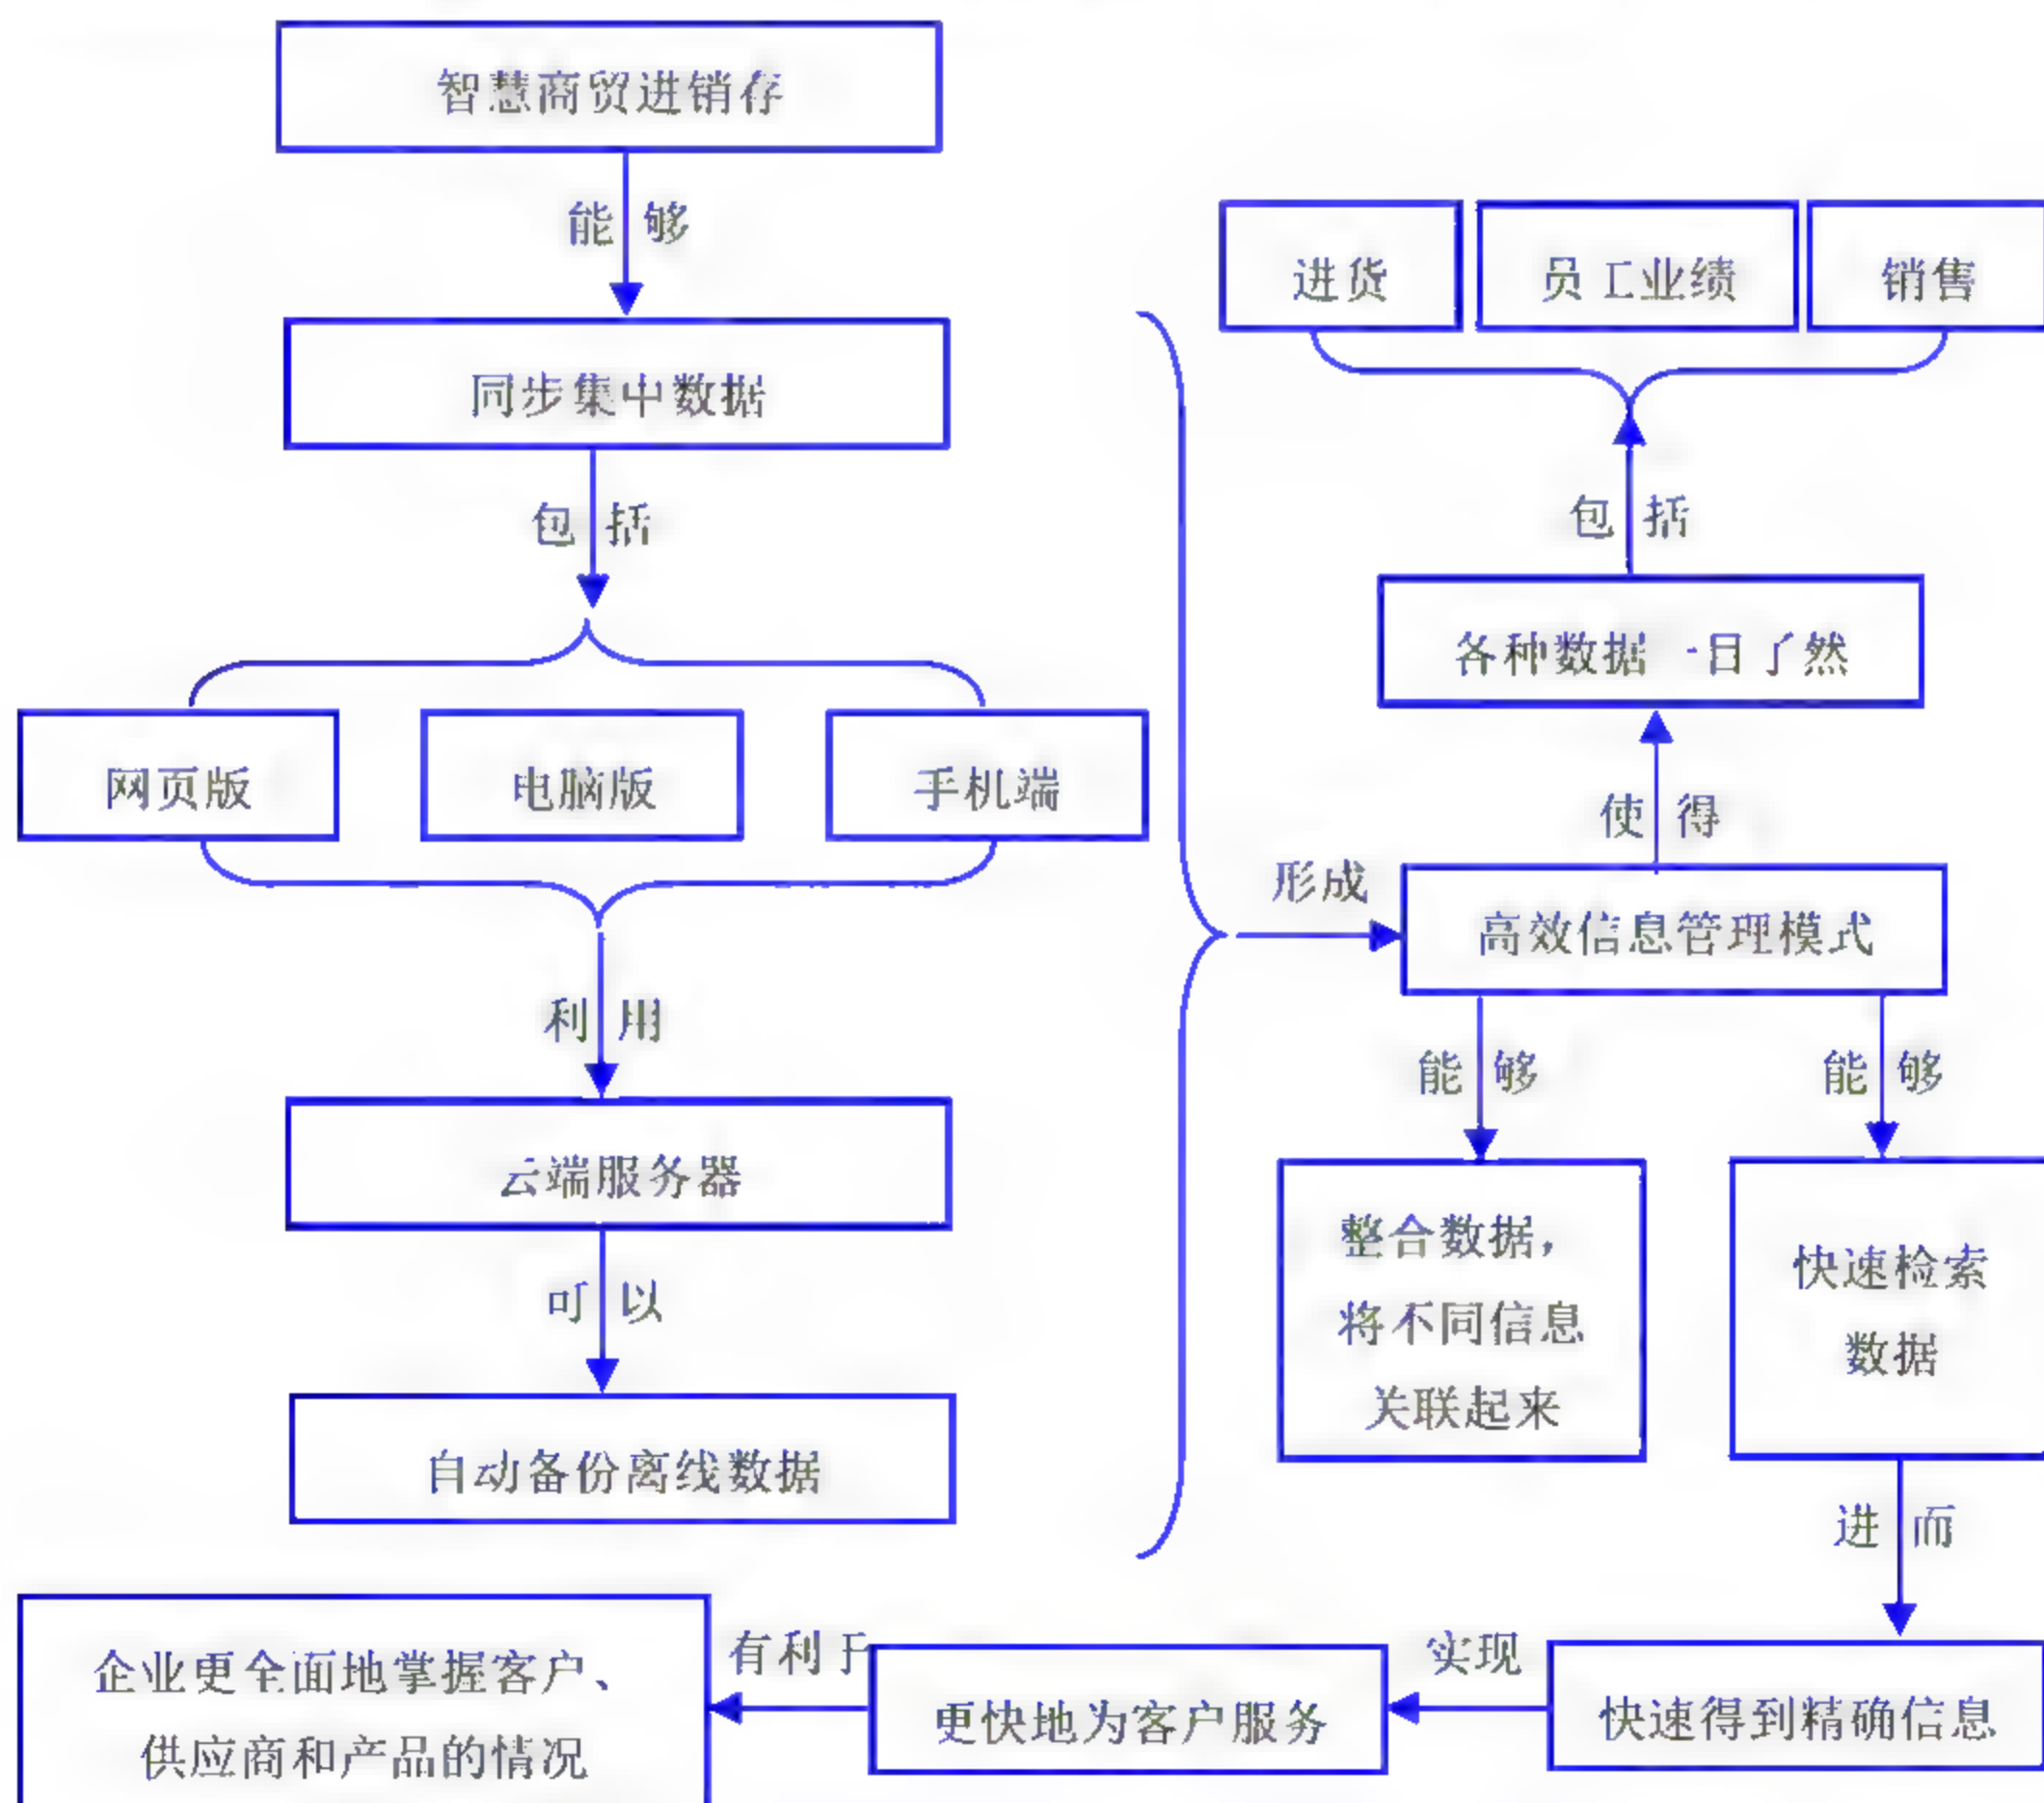 智慧商贸进销存
能够
同步集中数据
包括
网页版
电脑版
手机端
利用
云端服务器
可以
自动备份离线数据
形成
高效信息管理模式
使得
各种数据一目了然
包括
进货
员工业绩
销售
能够
整合数据,
将不同信息
关联起来
能够
快速检索
数据
进而
快速得到精确信息
实现
更快地为客户服务
有利于
企业更全面地掌握客户、
供应商和产品的情况